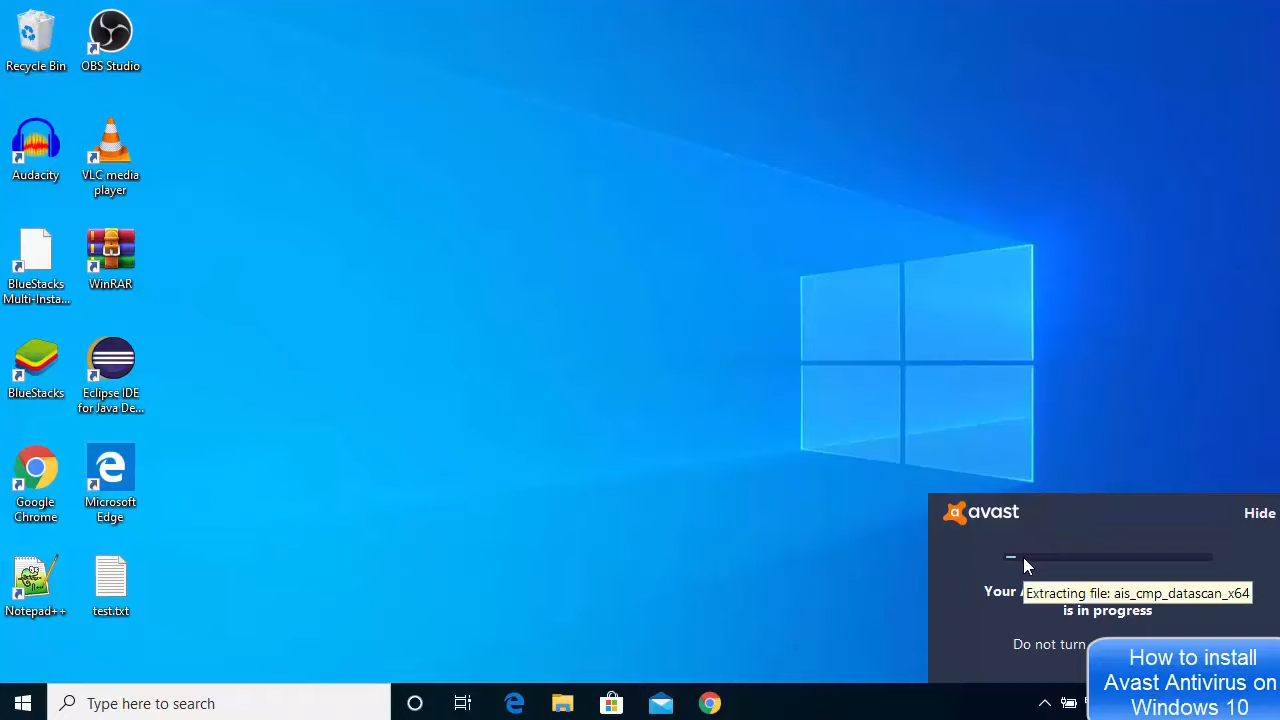 Recycle Bin
OBS Studio
Audacity
VLC media
player
BlueStacks
Multi-Insta...
WinRAR
BlueStacks
Eclipse IDE
for Java De...
Google
Chrome
Microsoft
Edge
Notepad++
test.txt
avast
Hide
Your
Extracting file: ais_cmp_datascan_x64
is in progress
Do not turn
How to install
Avast Antivirus on
Windows 10
Type here to search